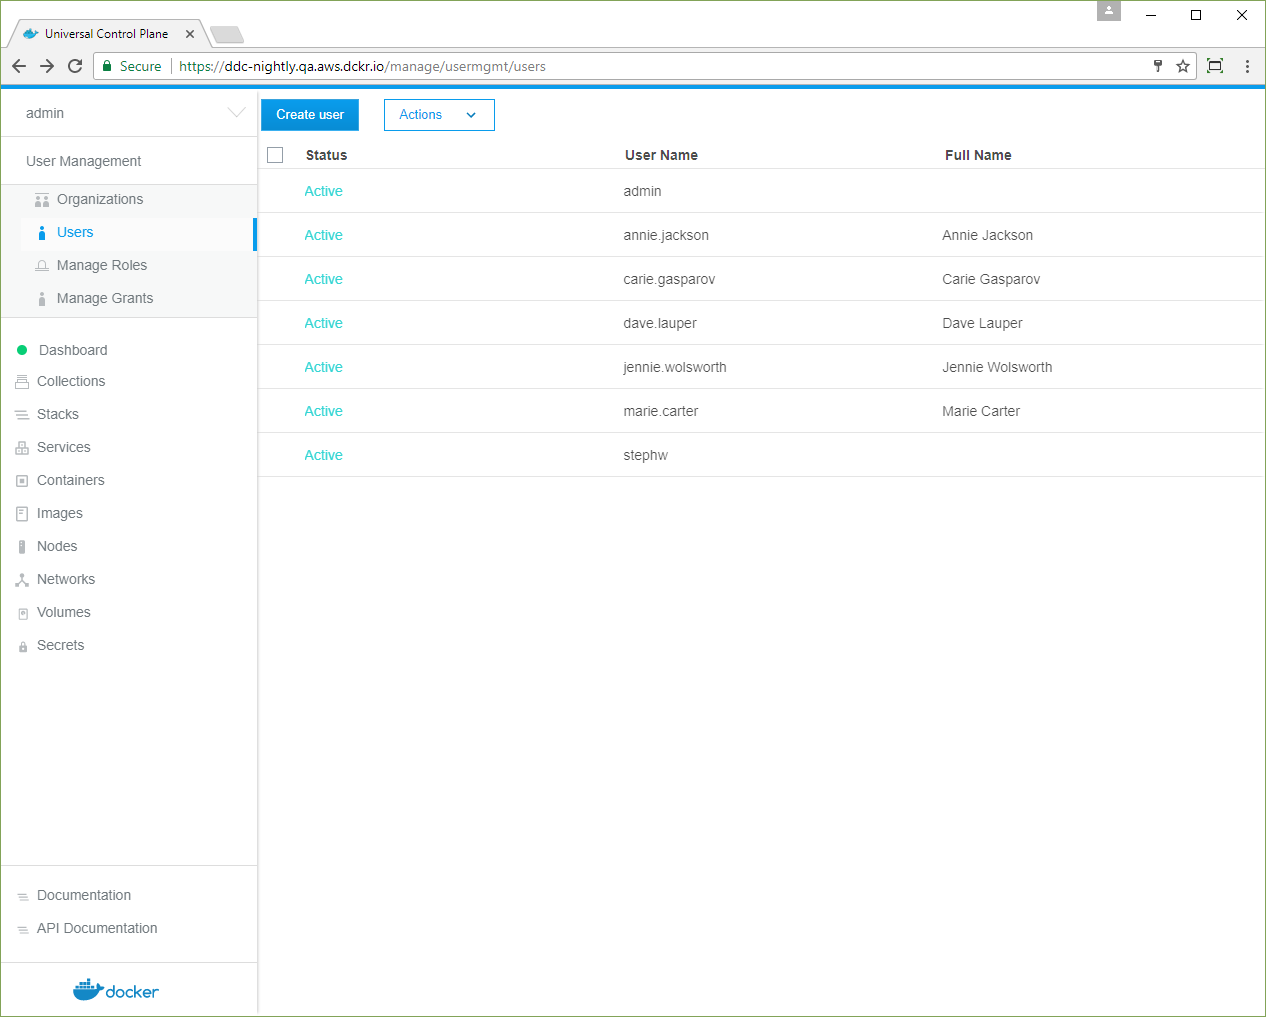 Universal Control Plane
Secure https://ddc-nightly.qa.aws.dckr.io/manage/usermgmt/users
admin
User Management
Organizations
Users
Manage Roles
Manage Grants
Dashboard
Collections
Stacks
Services
Containers
Images
Nodes
Networks
Volumes
Secrets
Documentation
API Documentation
docker
Create user Actions
Status User Name Full Name
Active admin
Active annie.jackson Annie Jackson
Active carie.gasparov Carie Gasparov
Active dave.lauper Dave Lauper
Active jennie.wolsworth Jennie Wolsworth
Active marie.carter Marie Carter
Active stephw